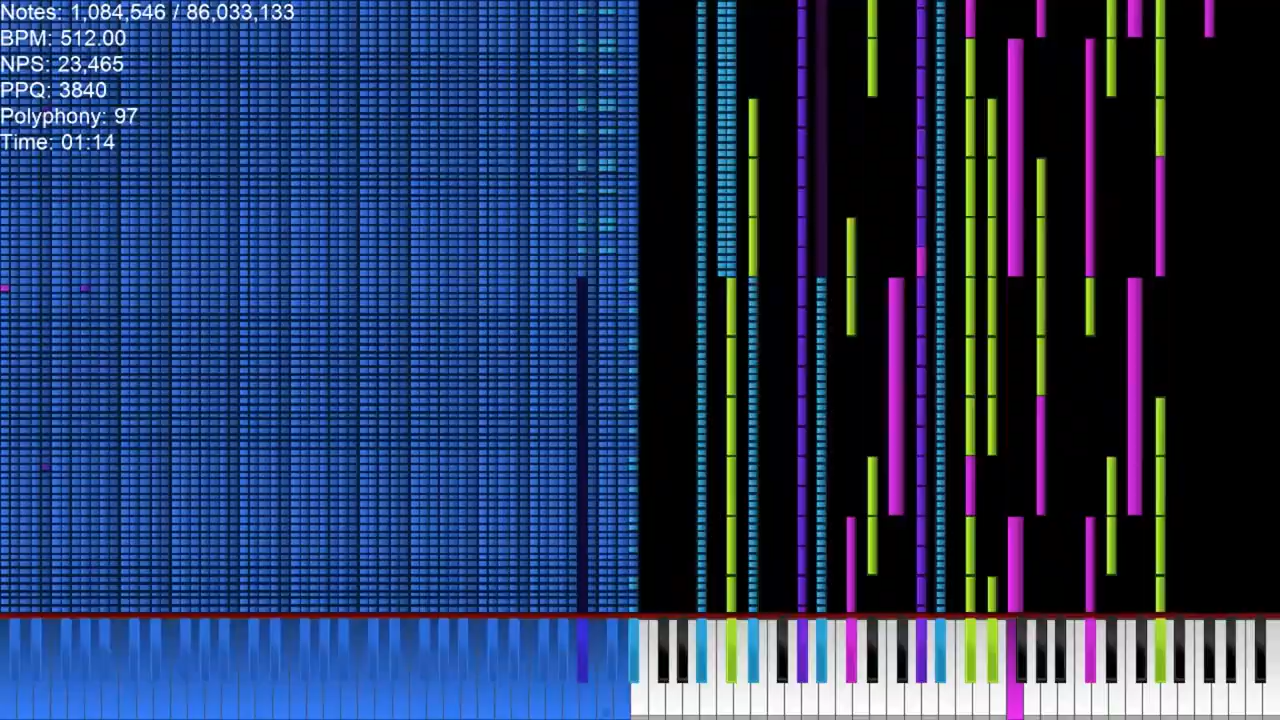 Notes: 1,084,546 / 86,033,133
BPM: 512.00
NPS: 23,465
PPQ: 3840
Polyphony: 97
Time: 01:14